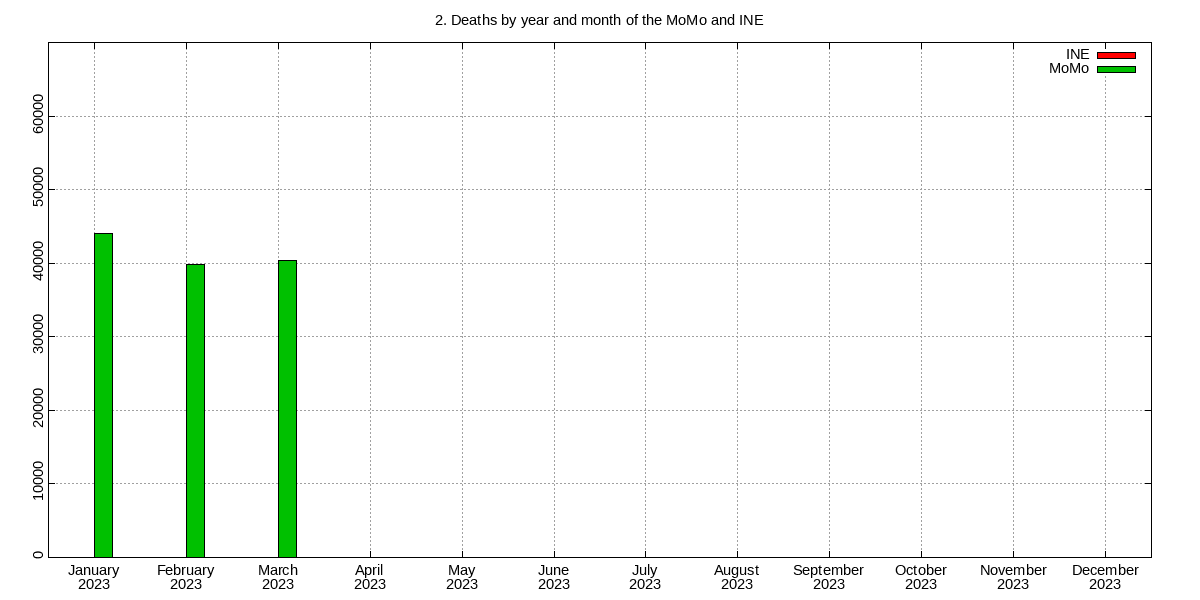 2. Deaths by year and month of the MoMo and INE
INE
MoMo
60000
50000
40000
30000
20000
10000
0
January February March April May June July August September October November December
2023 2023 2023 2023 2023 2023 2023 2023 2023 2023 2023 2023